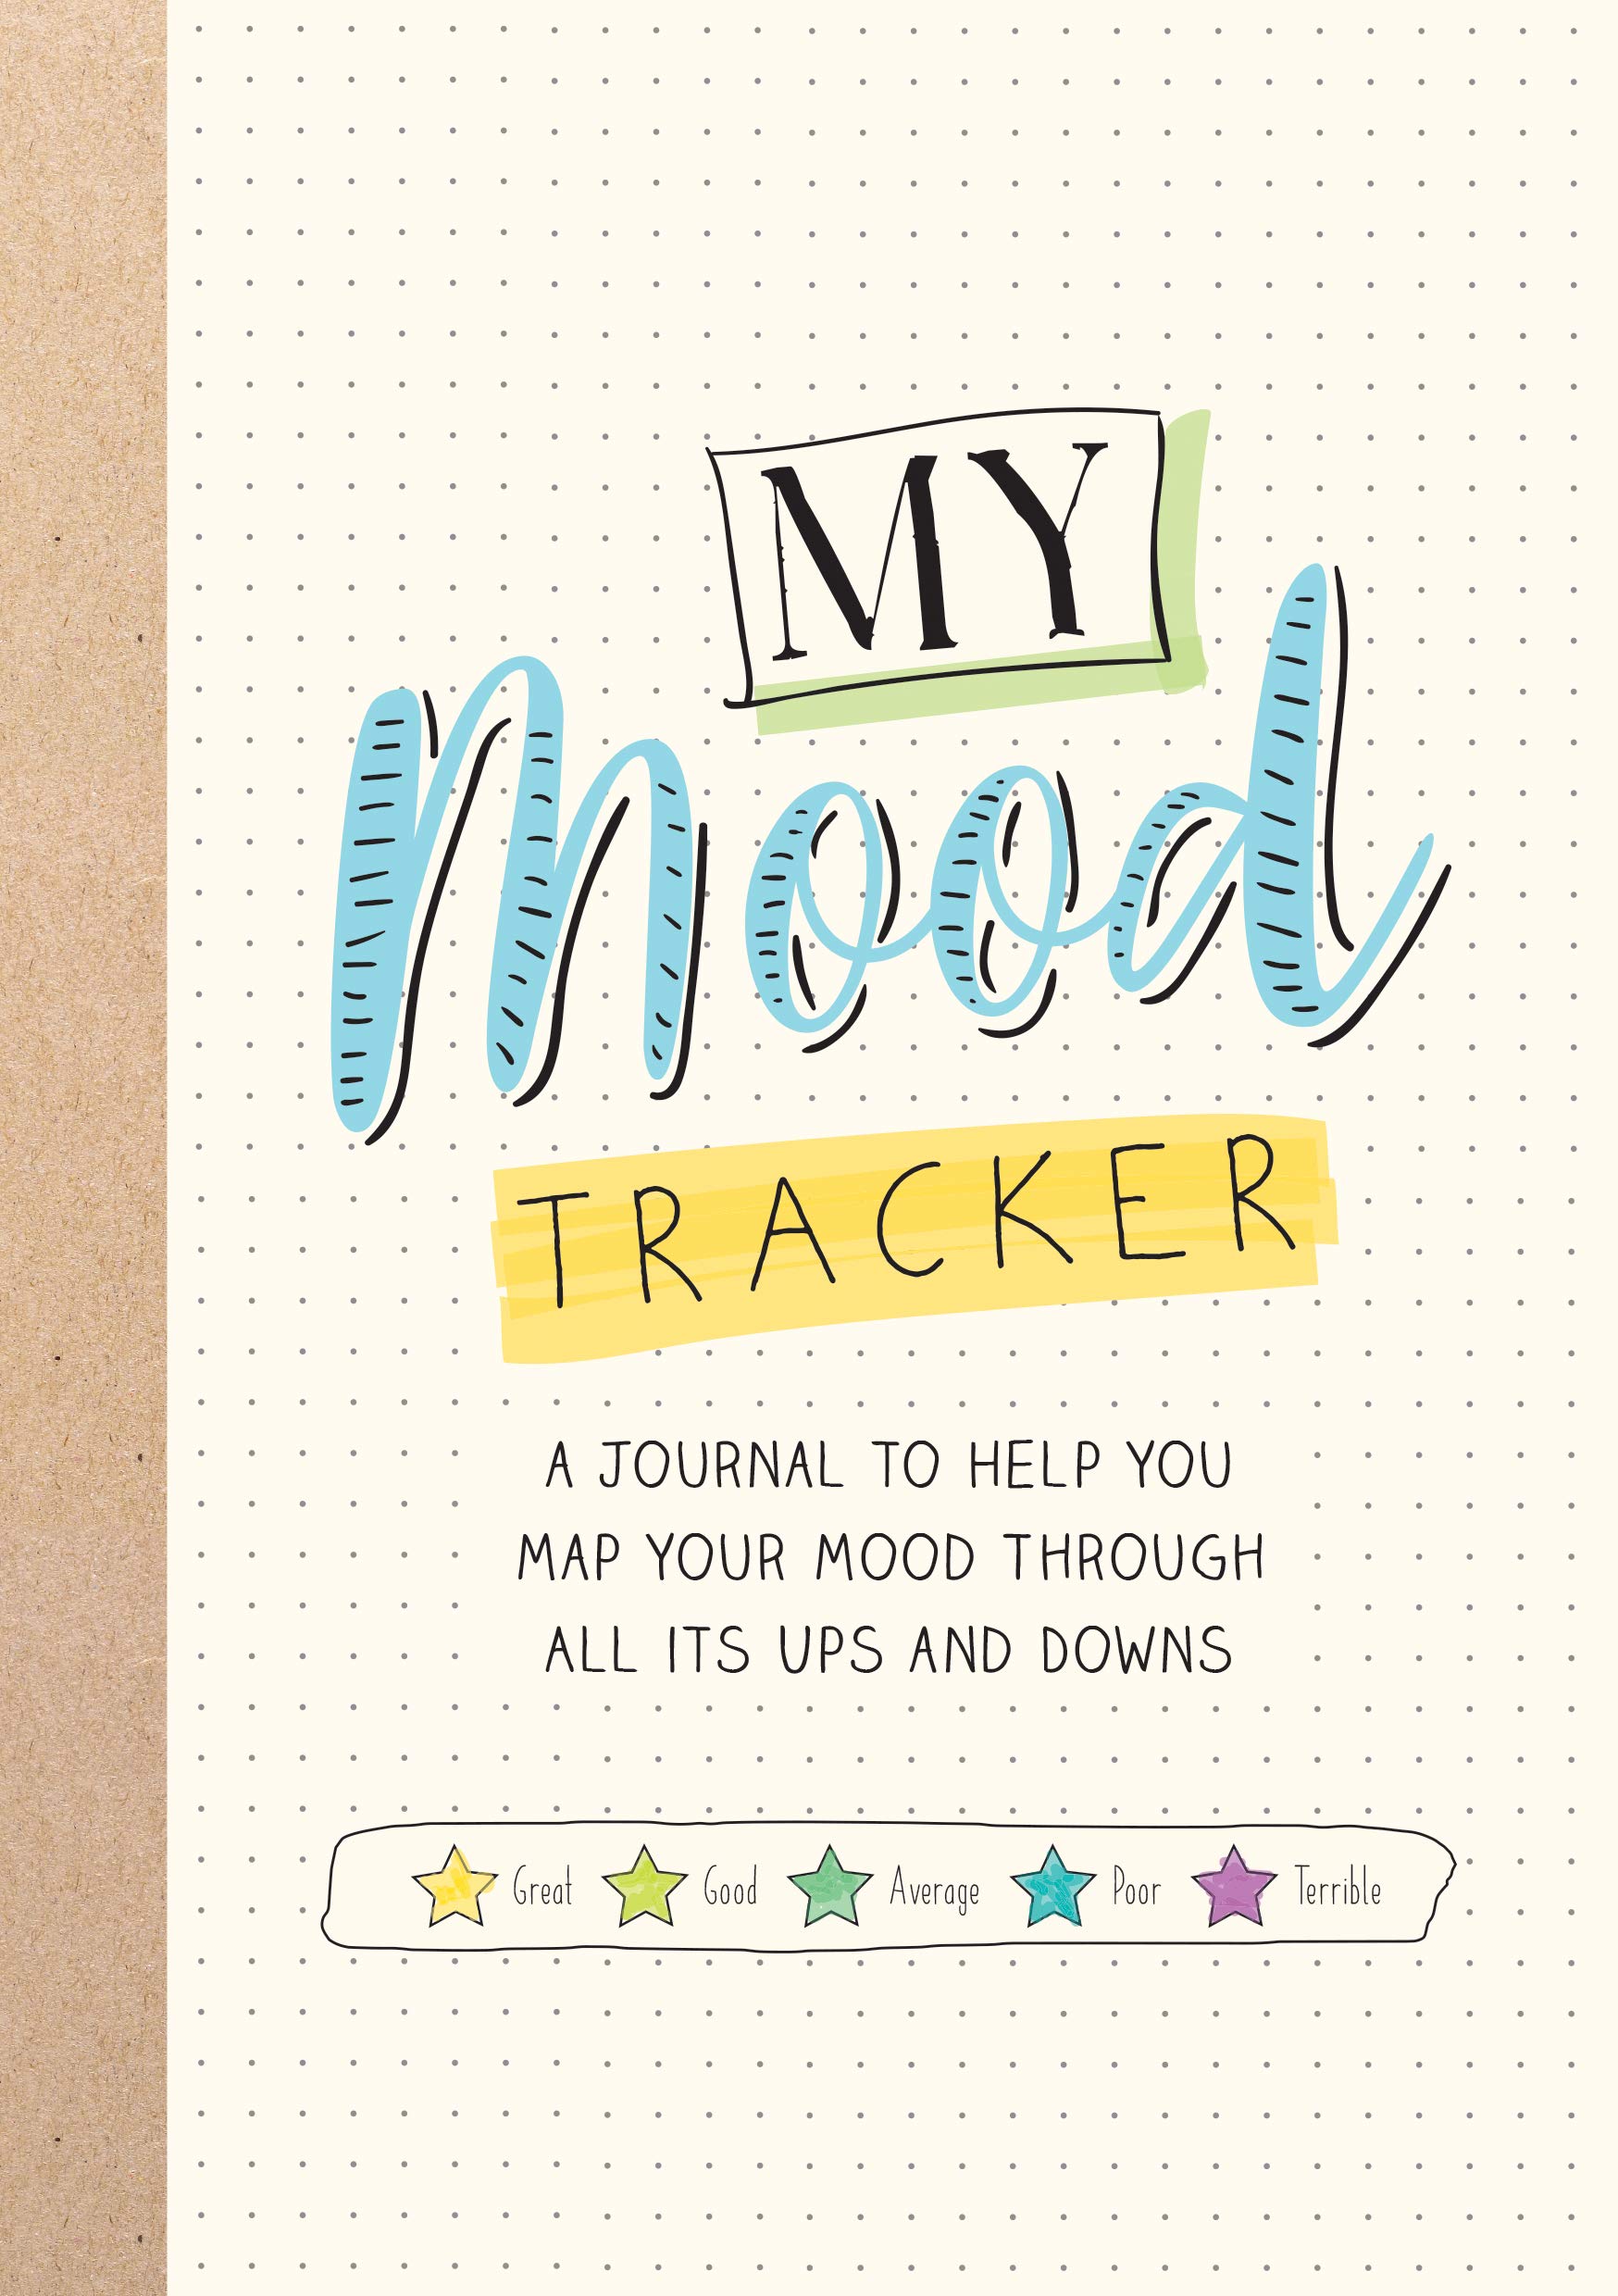 MY
Mood
TRACKER
A JOURNAL TO HELP YOU
MAP YOUR MOOD THROUGH
ALL ITS UPS AND DOWNS
Great Good Average Poor Terrible